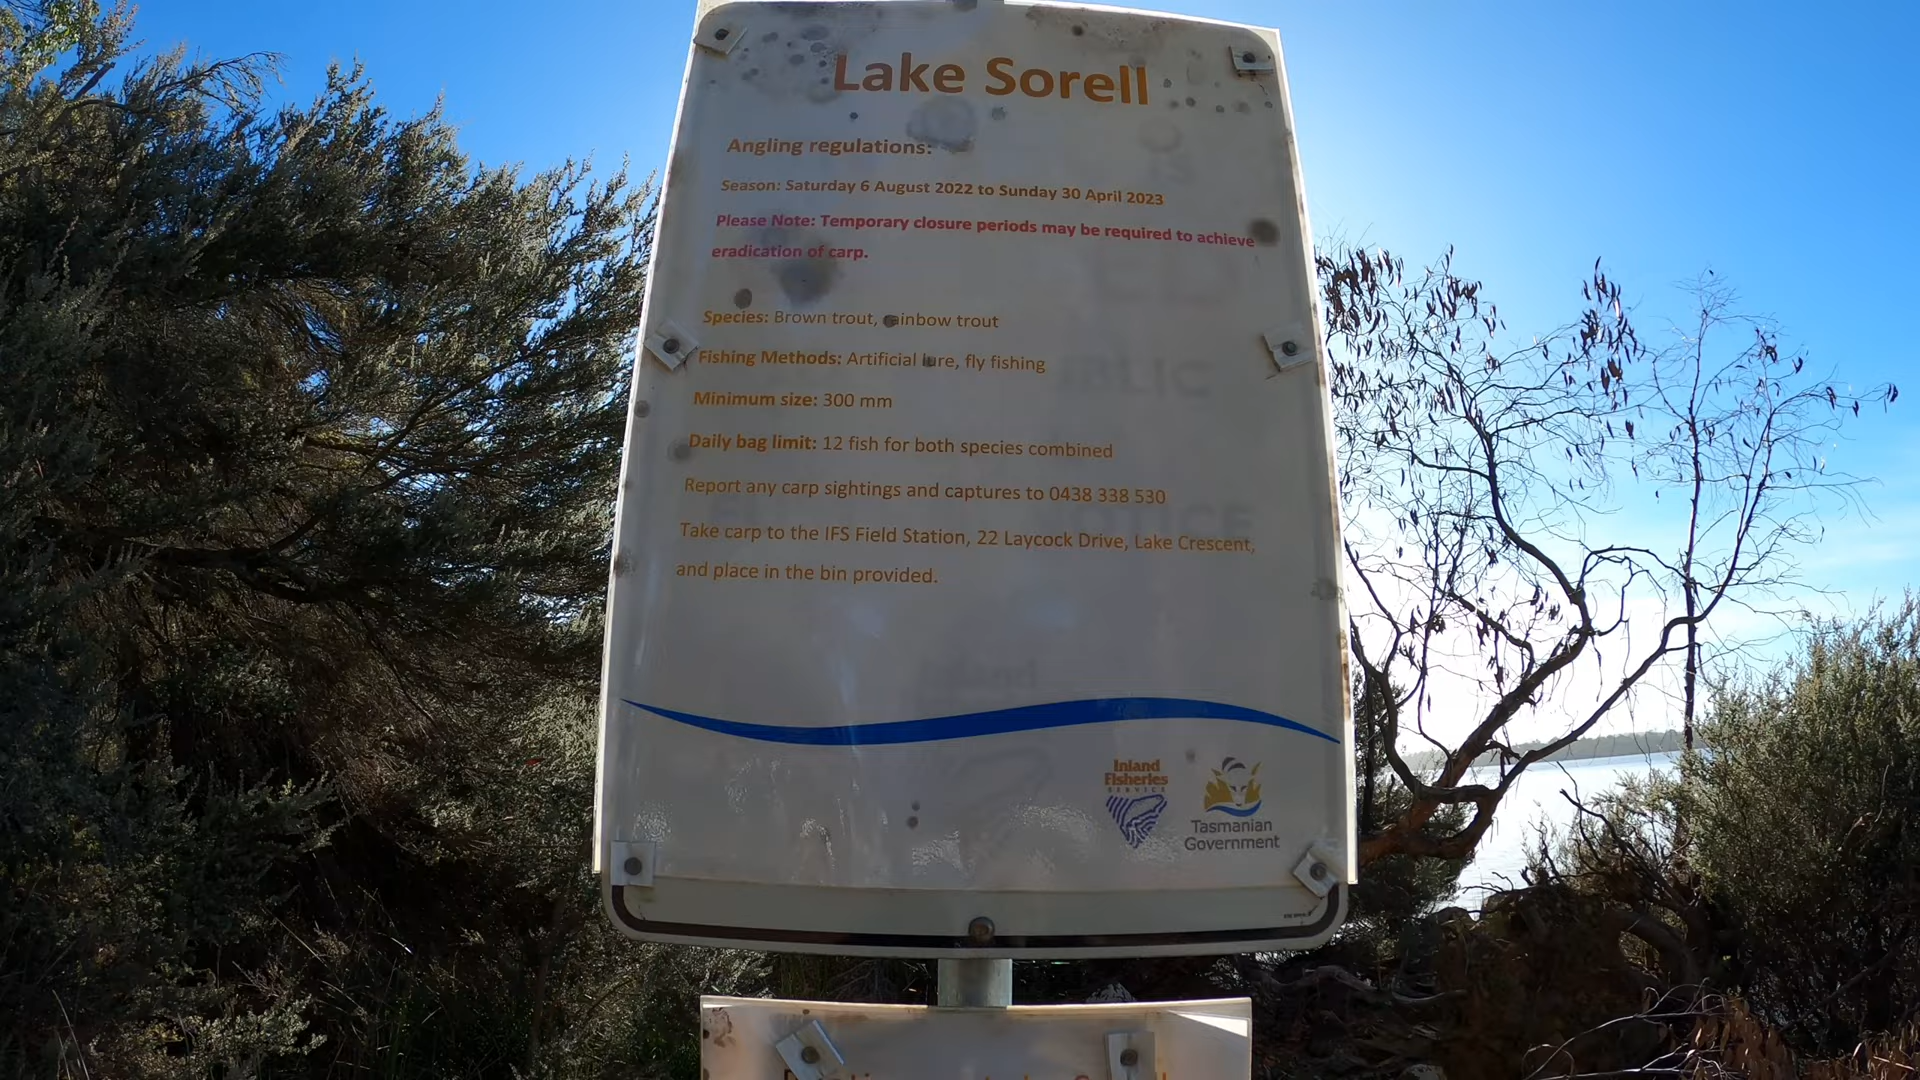 Lake Sorell
Angling regulations:
Season: Saturday 6 August 2022 to Sunday 30 April 2023
Please Note: Temporary closure periods may be required to achieve
eradication of carp.
Species: Brown trout, rainbow trout
Fishing Methods: Artificial lure, fly fishing
Minimum size: 300 mm
Daily bag limit: 12 fish for both species combined
Report any carp sightings and captures to 0438 338 530
Take carp to the IFS Field Station, 22 Laycock Drive, Lake Crescent,
and place in the bin provided.
Inland
Fisheries
SERVICE
Tasmanian
Government